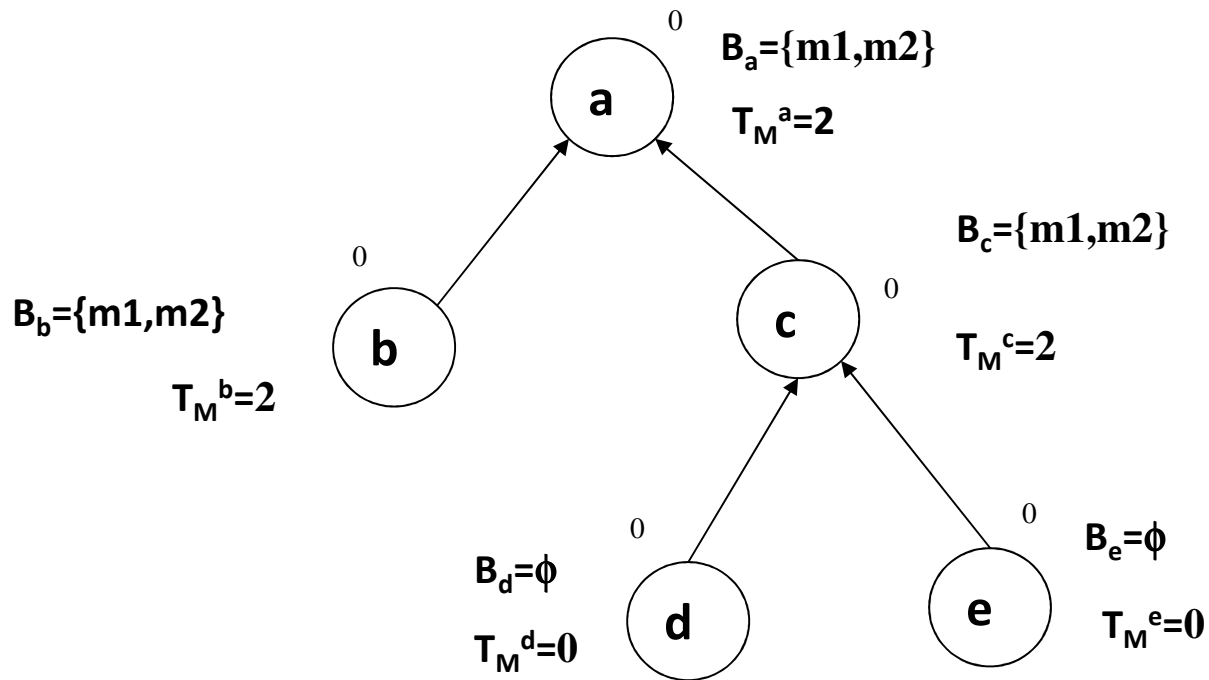 0
B_a={m1,m2}
a
T_M^a=2
B_c={m1,m2}
0
0
B_b={m1,m2}
c
b
T_M^c=2
T_M^b=2
0
0
B_e=ϕ
B_d=ϕ
d
e
T_M^e=0
T_M^d=0